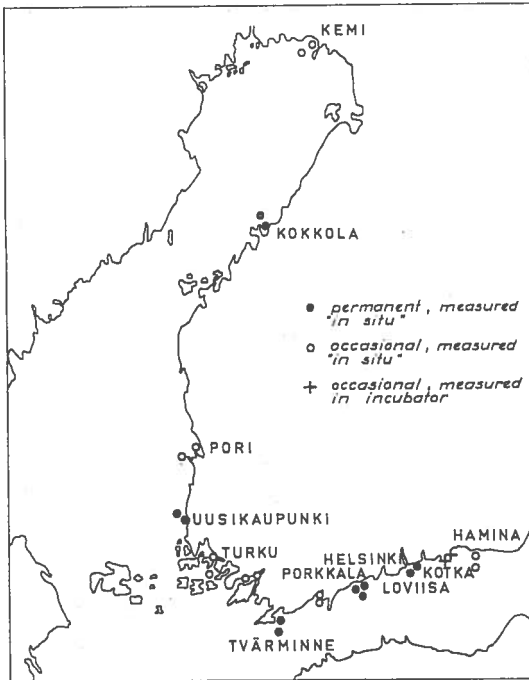 KEMI
KOKKOLA
permanent, measured
"in situ"
occasional, measured
"in situ"
occasional, measured
in incubator
PORI
UUSIKAUPUNKI
HAMINA
TURKU
HELSINKI
PORKKALA
KOTKA
LOVIISA
TVÄRMINNE